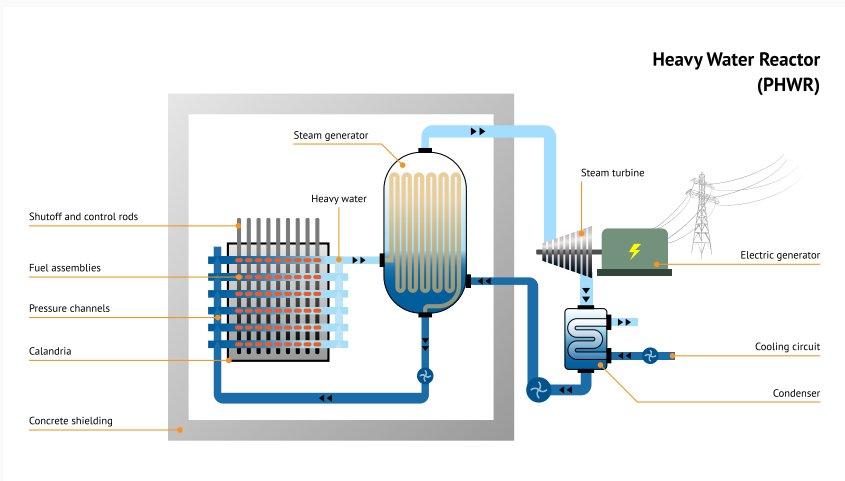 Heavy Water Reactor
(PHWR)
Steam generator
Steam turbine
Heavy water
Shutoff and control rods
Electric generator
Fuel assemblies
Pressure channels
Cooling circuit
Calandria
Condenser
Concrete shielding